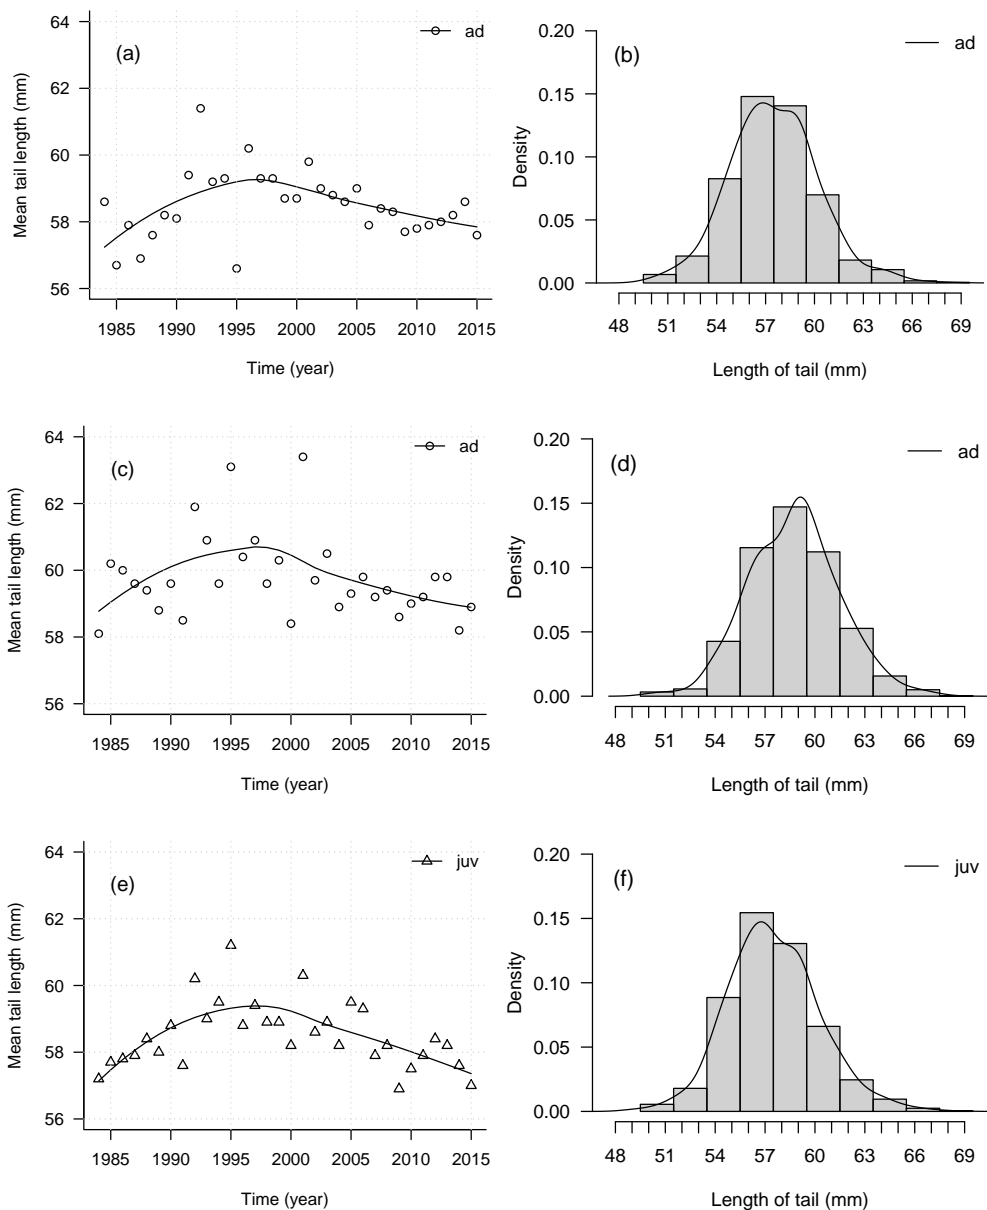 64
62
60
58
56
Mean tail length (mm)
(a)
ad
1985 1990 1995 2000 2005 2010 2015
Time (year)
0.20
0.15
0.10
0.05
0.00
Density
(b)
ad
48 51 54 57 60 63 66 69
Length of tail (mm)
64
62
60
58
56
Mean tail length (mm)
(c)
ad
1985 1990 1995 2000 2005 2010 2015
Time (year)
0.20
0.15
0.10
0.05
0.00
Density
(d)
ad
48 51 54 57 60 63 66 69
Length of tail (mm)
64
62
60
58
56
Mean tail length (mm)
(e)
juv
1985 1990 1995 2000 2005 2010 2015
Time (year)
0.20
0.15
0.10
0.05
0.00
Density
(f)
juv
48 51 54 57 60 63 66 69
Length of tail (mm)